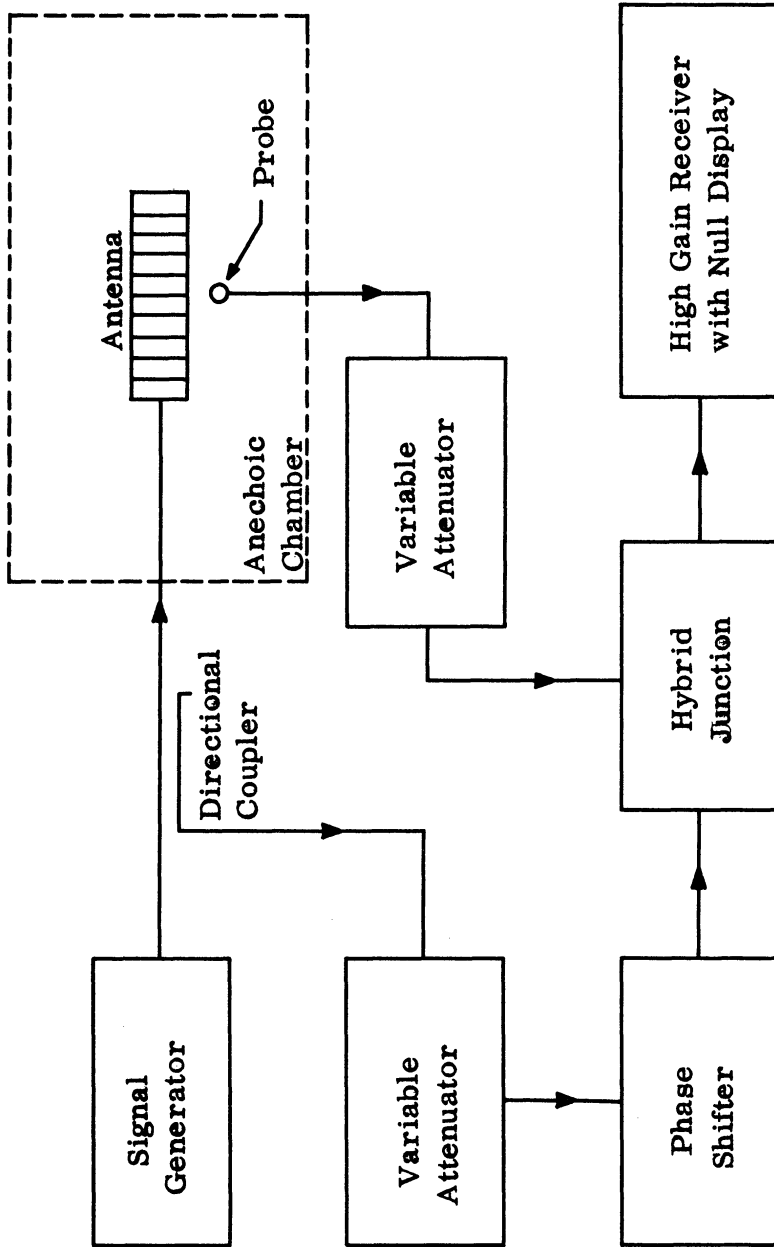 Signal
Generator
Directional
Coupler
Antenna
Probe
Anechoic
Chamber
Variable
Attenuator
Variable
Attenuator
Phase
Shifter
Hybrid
Junction
High Gain Receiver
with Null Display